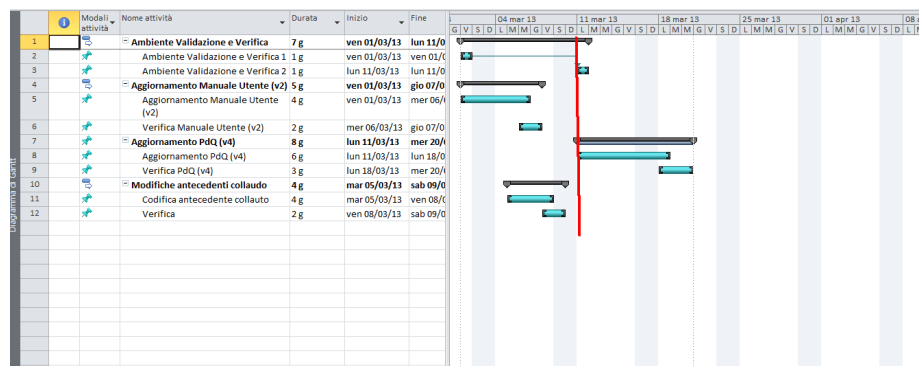 Modali attività Nome attività Durata Inizio Fine
04 mar 13 11 mar 13 18 mar 13 25 mar 13 01 apr 13 08
G V S D L M M G V S D L M M G V S D L M M G V S D L M M G V S D L M M G V S D L M
1 Ambiente Validazione e Verifica 7 g ven 01/03/13 lun 11/0
2 Ambiente Validazione e Verifica 1 1 g ven 01/03/13 ven 01/0
3 Ambiente Validazione e Verifica 2 1 g lun 11/03/13 lun 11/0
4 Aggiornamento Manuale Utente (v2) 5 g ven 01/03/13 gio 07/0
5 Aggiornamento Manuale Utente (v2) 4 g ven 01/03/13 mer 06/
6 Verifica Manuale Utente (v2) 2 g mer 06/03/13 gio 07/0
7 Aggiornamento PdQ (v4) 8 g lun 11/03/13 mer 20/
8 Aggiornamento PdQ (v4) 6 g lun 11/03/13 lun 18/0
9 Verifica PdQ (v4) 3 g lun 18/03/13 mer 20/
10 Modifiche antecedenti collaudo 4 g mar 05/03/13 sab 09/0
11 Codifica antecedente collauto 4 g mar 05/03/13 ven 08/0
12 Verifica 2 g ven 08/03/13 sab 09/0
Diagramma di Gantt